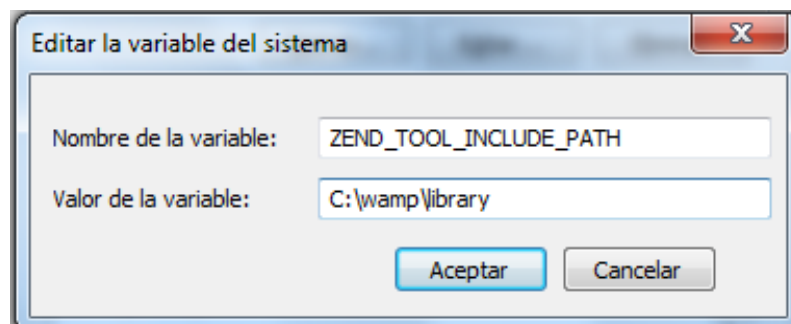 Editar la variable del sistema
Nombre de la variable: ZEND_TOOL_INCLUDE_PATH
Valor de la variable: C:\wamp\library
Aceptar Cancelar